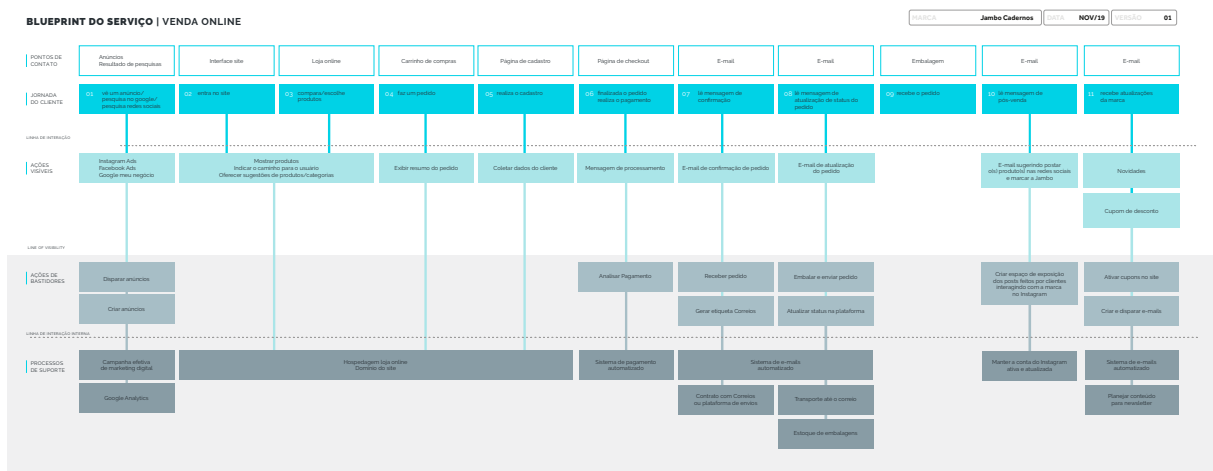 BLUEPRINT DO SERVIÇO | VENDA ONLINE
MARCA Jambo Cadernos DATA NOV/19 VERSÃO 01
PONTOS DE
CONTATO
Anúncios
Resultado de pesquisas
Interface site
Loja online
Carrinho de compras
Página de cadastro
Página de checkout
E-mail
E-mail
Embalagem
E-mail
E-mail
JORNADA
DO CLIENTE
01 vê um anúncio/
pesquisa no google/
pesquisa redes sociais
02 entra no site
03 compara/escolhe
produtos
04 faz um pedido
05 realiza o cadastro
06 finalizada o pedido
realiza o pagamento
07 lê mensagem de
confirmação
08 lê mensagem de
atualização de status do
pedido
09 recebe o pedido
10 lê mensagem de
pós-venda
11 recebe atualizações
da marca
LINHA DE INTERAÇÃO
AÇÕES
VISÍVEIS
Instagram Ads
Facebook Ads
Google meu negócio
Mostrar produtos
Indicar o caminho para o usuário
Oferecer sugestões de produtos/categorias
Exibir resumo do pedido
Coletar dados do cliente
Mensagem de processamento
E-mail de confirmação de pedido
E-mail de atualização
do pedido
E-mail sugerindo postar
o(s) produto(s) nas redes sociais
e marcar a Jambo
Novidades
Cupom de desconto
LINE OF VISIBILITY
AÇÕES DE
BASTIDORES
Disparar anúncios
Criar anúncios
Analisar Pagamento
Receber pedido
Gerar etiqueta Correios
Embalar e enviar pedido
Atualizar status na plataforma
Criar espaço de exposição
dos posts feitos por clientes
interagindo com a marca
no Instagram
Ativar cupons no site
Criar e disparar e-mails
LINHA DE INTERAÇÃO INTERNA
PROCESSOS
DE SUPORTE
Campanha efetiva
de marketing digital
Google Analytics
Hospedagem loja online
Domínio do site
Sistema de pagamento
automatizado
Sistema de e-mails
automatizado
Contrato com Correios
ou plataforma de envios
Transporte até o correio
Estoque de embalagens
Manter a conta do Instagram
ativa e atualizada
Sistema de e-mails
automatizado
Planejar conteúdo
para newsletter